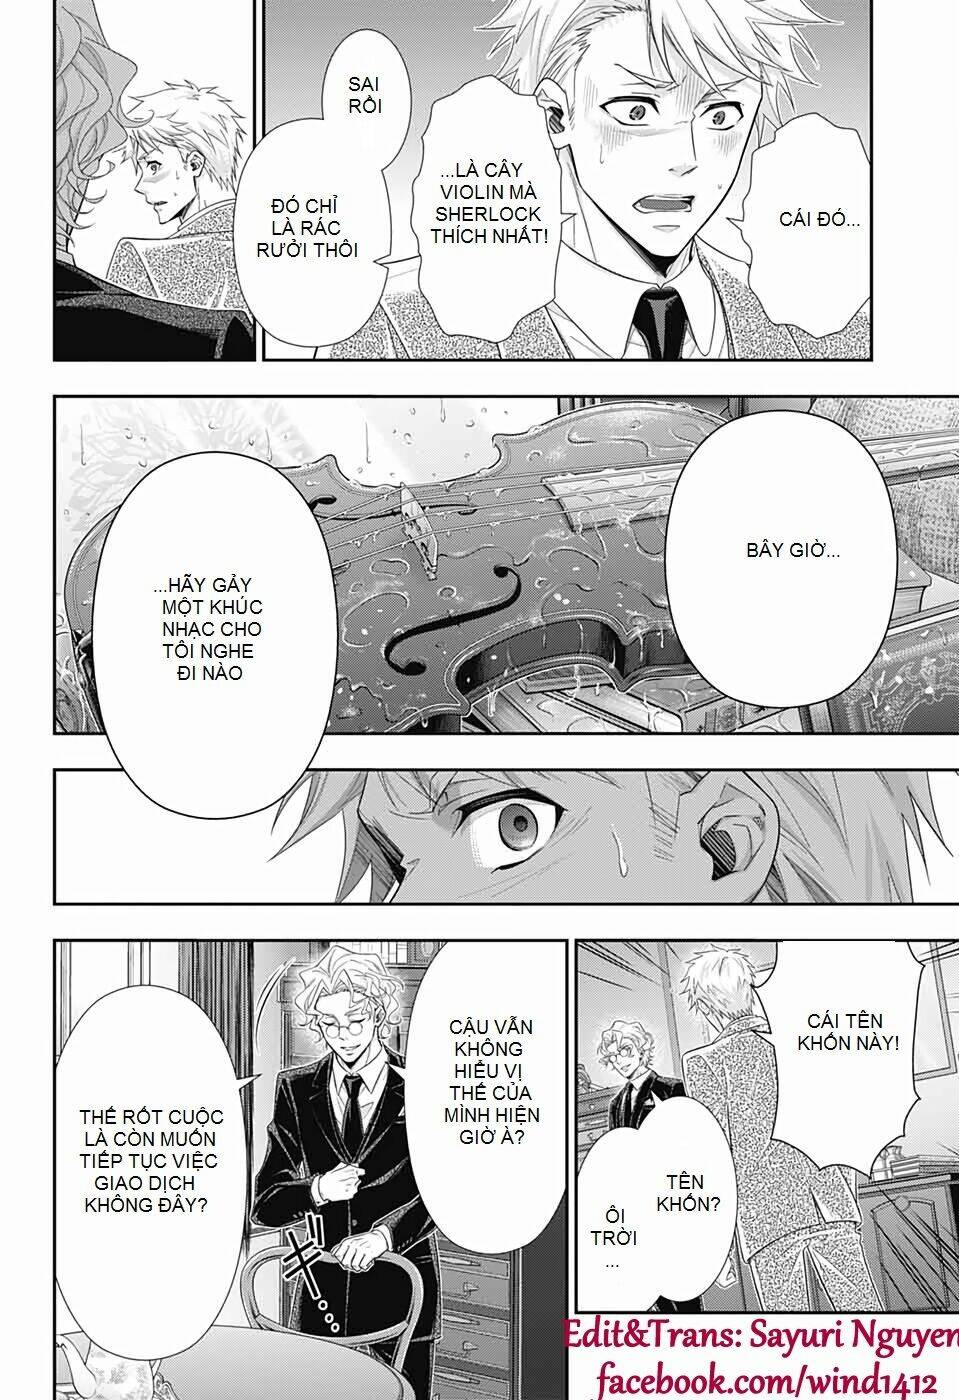 CÁI ĐÓ...
...LÀ CÂY
VIOLIN MÀ
SHERLOCK
THÍCH NHẤT!
SAI
RỒI
ĐÓ CHỈ
LÀ RÁC
RƯỞI THÔI
BÂY GIỜ...
...HÃY GẢY
MỘT KHÚC
NHẠC CHO
TÔI NGHE
ĐI NÀO
CÁI TÊN
KHỐN NÀY!
TÊN
KHỐN?
ÔI
TRỜI
...
CẬU VẪN
KHÔNG
HIỂU VỊ
THẾ CỦA
MÌNH HIỆN
GIỜ À?
THẾ RỐT CUỘC
LÀ CÒN MUỐN
TIẾP TỤC VIỆC
GIAO DỊCH
KHÔNG ĐÂY?
ギシ...
Edit&Trans: Sayuri Nguyen
facebook.com/wind1412